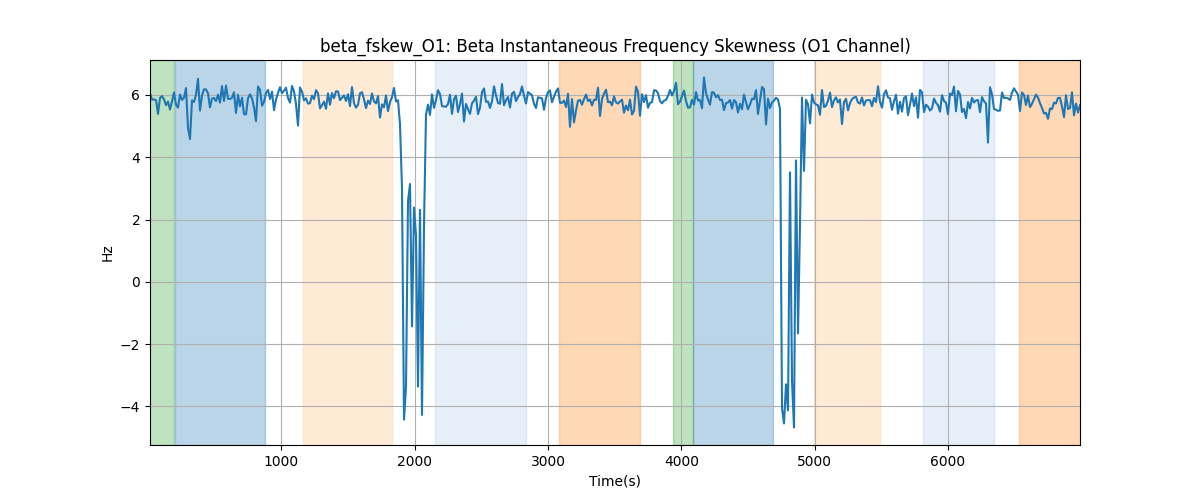 beta_fskew_O1: Beta Instantaneous Frequency Skewness (O1 Channel)
6
4
2
0
−2
−4
Hz
1000 2000 3000 4000 5000 6000
Time(s)